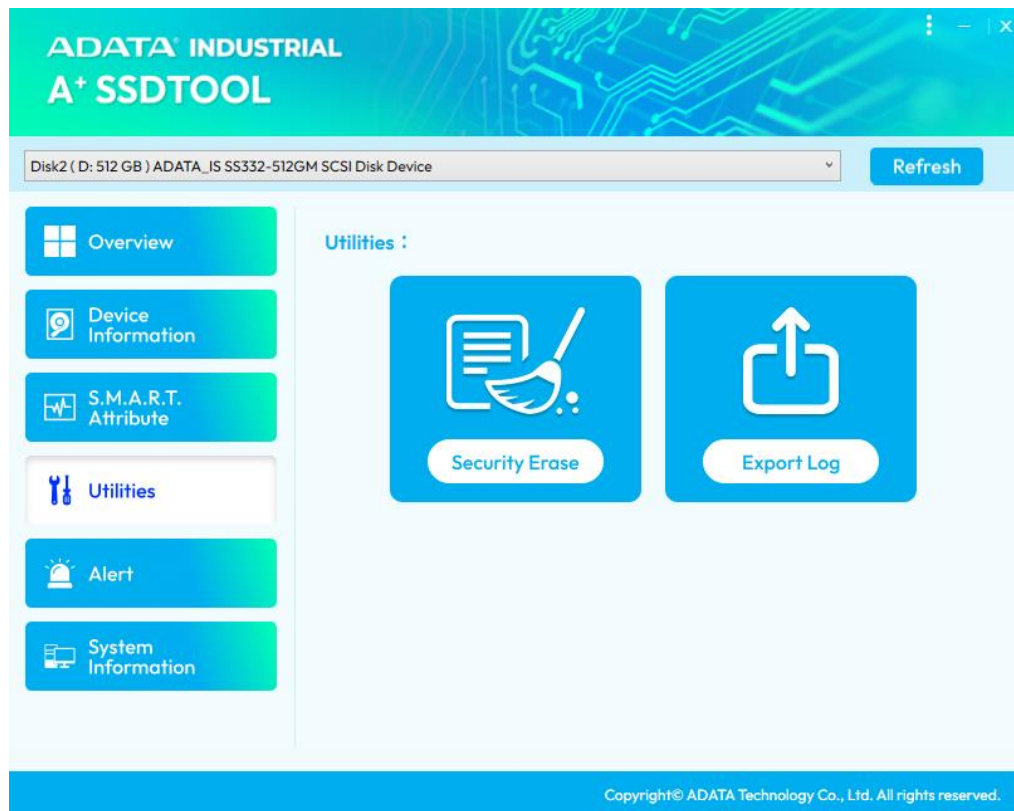 ADATA® INDUSTRIAL
A⁺ SSDTOOL
Disk2 ( D: 512 GB ) ADATA_IS SS332-512GM SCSI Disk Device
Refresh
Overview
Device
Information
S.M.A.R.T.
Attribute
Utilities
Alert
System
Information
Utilities：
Security Erase
Export Log
Copyright© ADATA Technology Co., Ltd. All rights reserved.